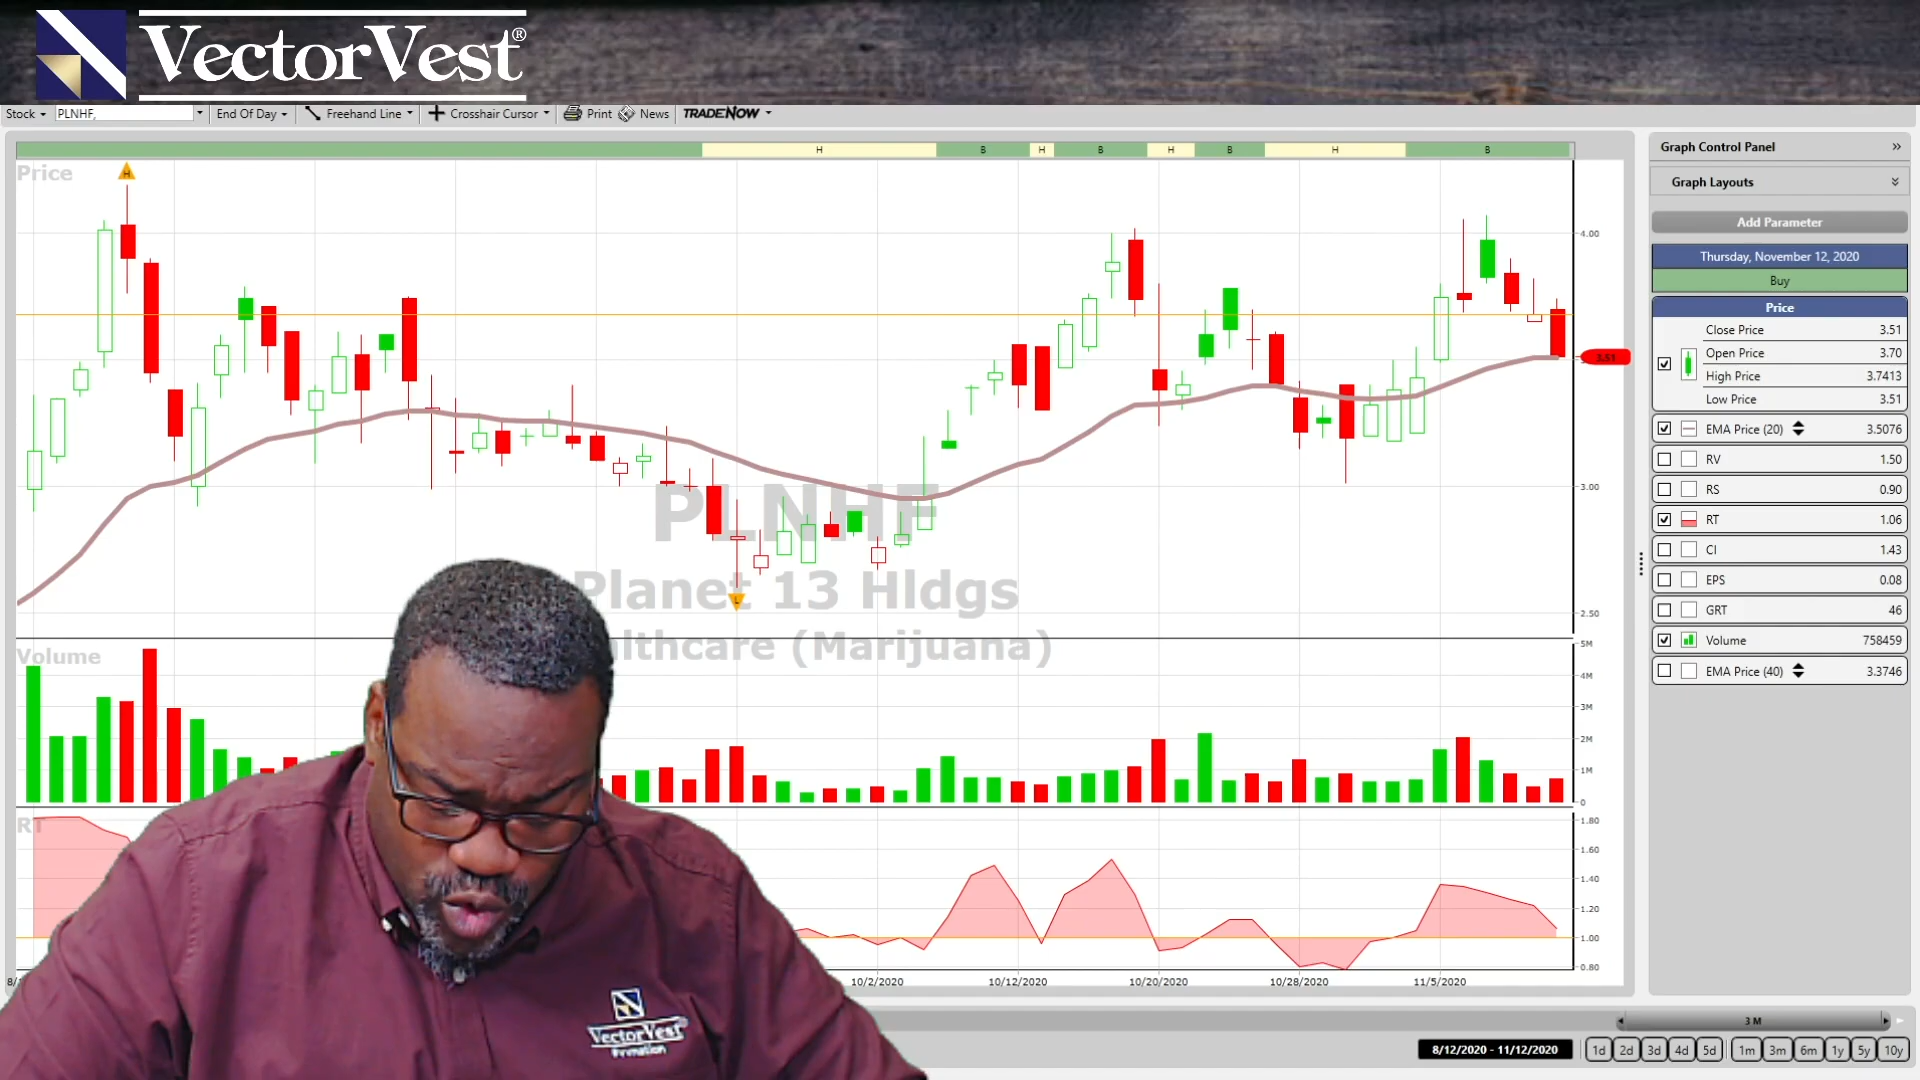 VectorVest®
Stock PLNHF, End Of Day Freehand Line Crosshair Cursor Print News TRADENOW
H B H B H B H B
Price
H
4.00
3.51
3.00
2.50
L
PLNHF
Planet 13 Hldgs
lthcare (Marijuana)
Volume
5M
4M
3M
2M
1M
0
RT
1.80
1.60
1.40
1.20
1.00
0.80
8/ 10/2/2020 10/12/2020 10/20/2020 10/28/2020 11/5/2020
Graph Control Panel
Graph Layouts
Add Parameter
Thursday, November 12, 2020
Buy
Price
Close Price 3.51
Open Price 3.70
High Price 3.7413
Low Price 3.51
EMA Price (20) 3.5076
RV 1.50
RS 0.90
RT 1.06
CI 1.43
EPS 0.08
GRT 46
Volume 758459
EMA Price (40) 3.3746
3 M
8/12/2020 - 11/12/2020 1d 2d 3d 4d 5d 1m 3m 6m 1y 5y 10y
VectorVest